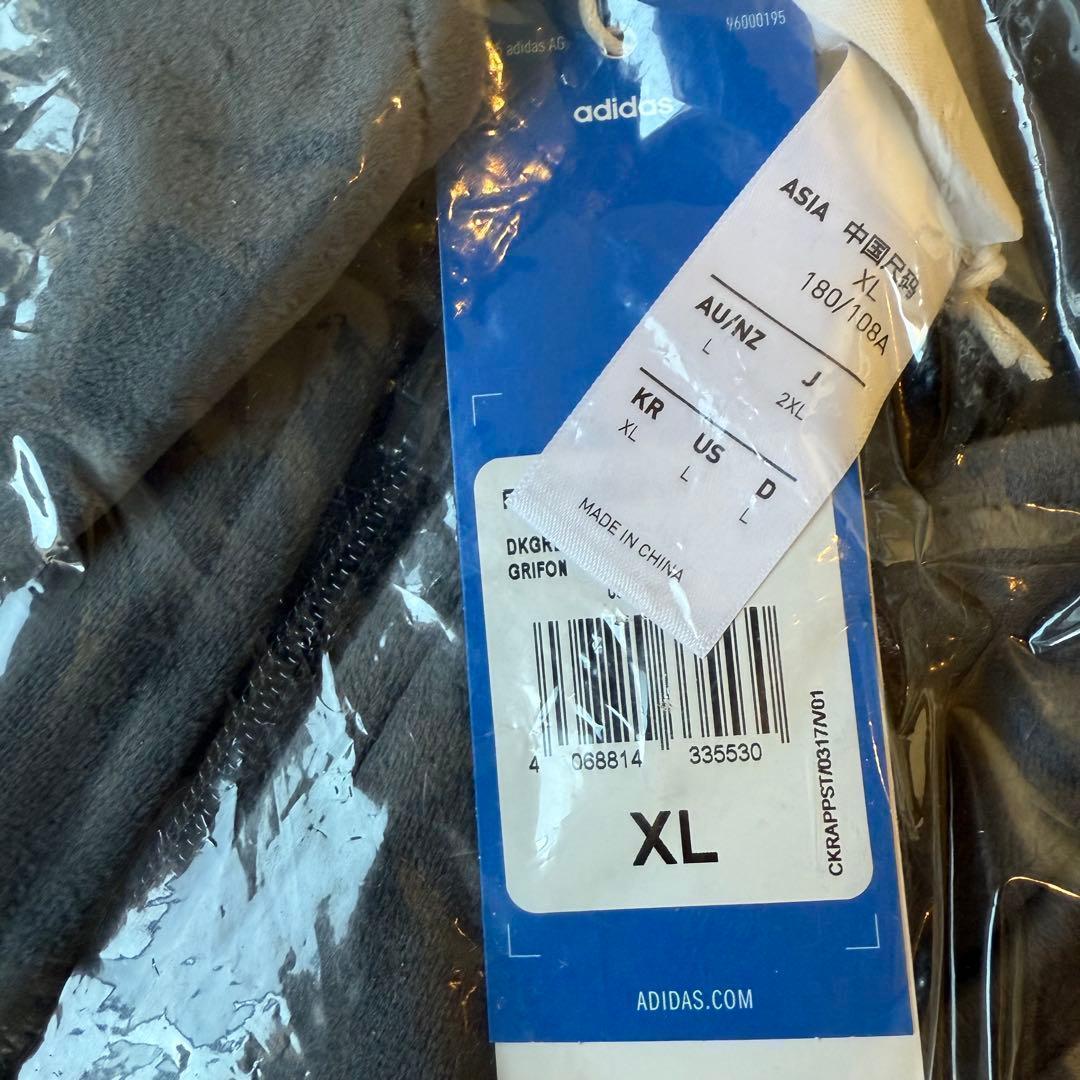 adidas AG
96000195
adidas
ASIA 中国尺码
XL
180/108A
AU/NZ J
L 2XL
KR US D
XL L L
MADE IN CHINA
GRIFON
4 068814 335530
XL
CKRAPPST/0317/V01
ADIDAS.COM